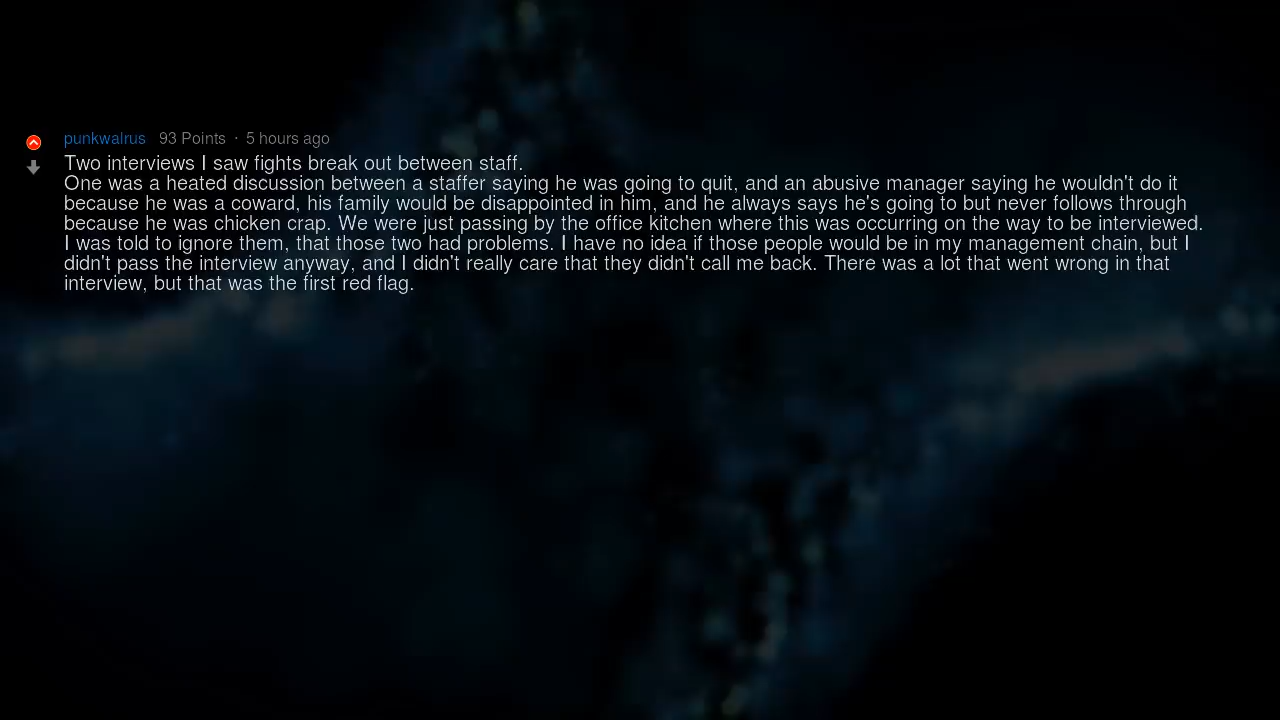 punkwalrus 93 Points · 5 hours ago
Two interviews I saw fights break out between staff.
One was a heated discussion between a staffer saying he was going to quit, and an abusive manager saying he wouldn't do it
because he was a coward, his family would be disappointed in him, and he always says he's going to but never follows through
because he was chicken crap. We were just passing by the office kitchen where this was occurring on the way to be interviewed.
I was told to ignore them, that those two had problems. I have no idea if those people would be in my management chain, but I
didn't pass the interview anyway, and I didn't really care that they didn't call me back. There was a lot that went wrong in that
interview, but that was the first red flag.